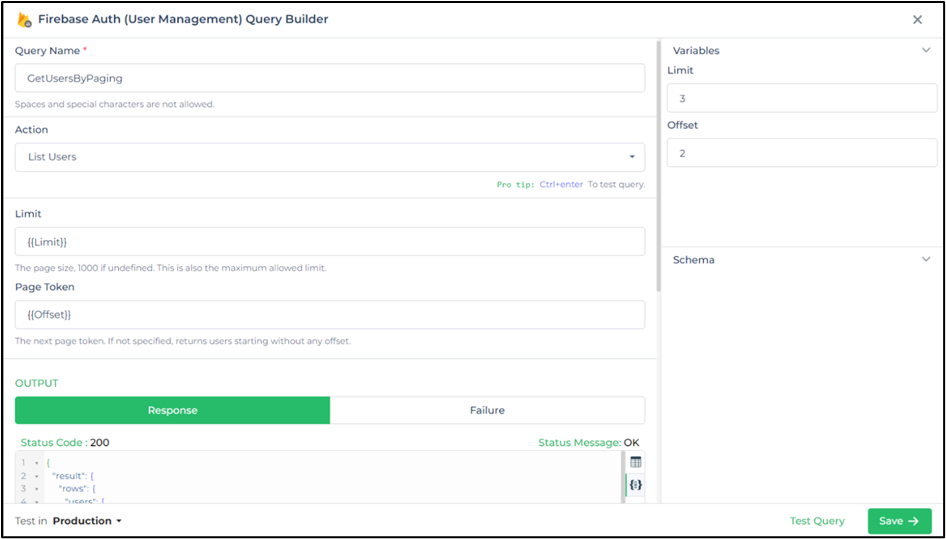 Firebase Auth (User Management) Query Builder
Query Name *
GetUsersByPaging
Spaces and special characters are not allowed.
Action
List Users
Pro tip: Ctrl+enter To test query.
Limit
{{Limit}}
The page size, 1000 if undefined. This is also the maximum allowed limit.
Page Token
{{Offset}}
The next page token. If not specified, returns users starting without any offset.
OUTPUT
Response
Failure
Status Code : 200
Status Message: OK
1 {
2 "result": {
3 "rows": {
4 "users": [
Test in Production
Test Query
Save
Variables
Limit
3
Offset
2
Schema